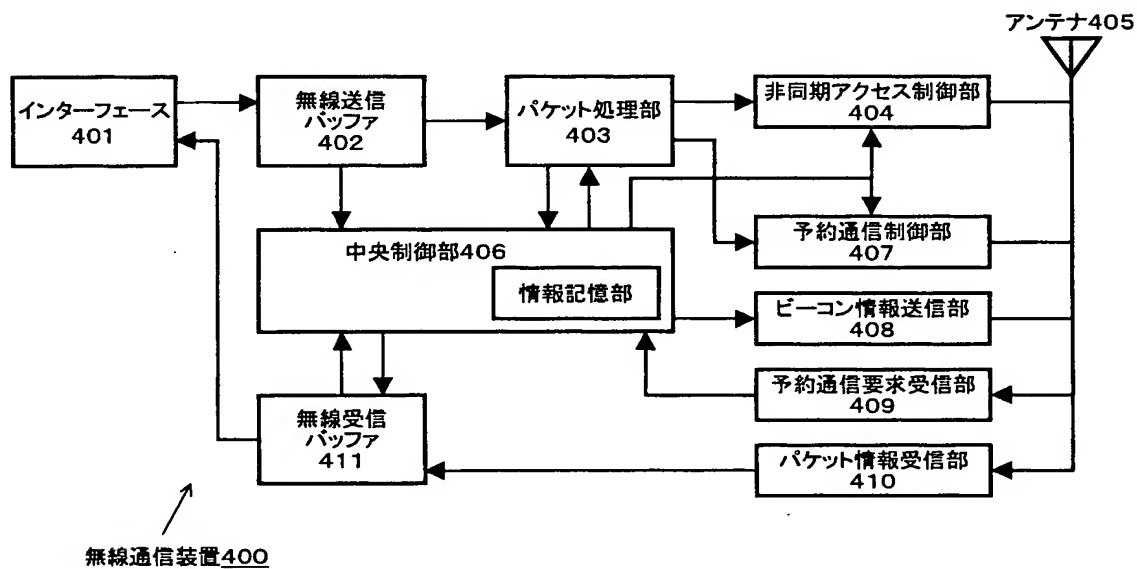 アンテナ405
インターフェース
401
無線送信
バッファ
402
パケット処理部
403
非同期アクセス制御部
404
中央制御部406
情報記憶部
予約通信制御部
407
ビーコン情報送信部
408
予約通信要求受信部
409
無線受信
バッファ
411
パケット情報受信部
410
無線通信装置400